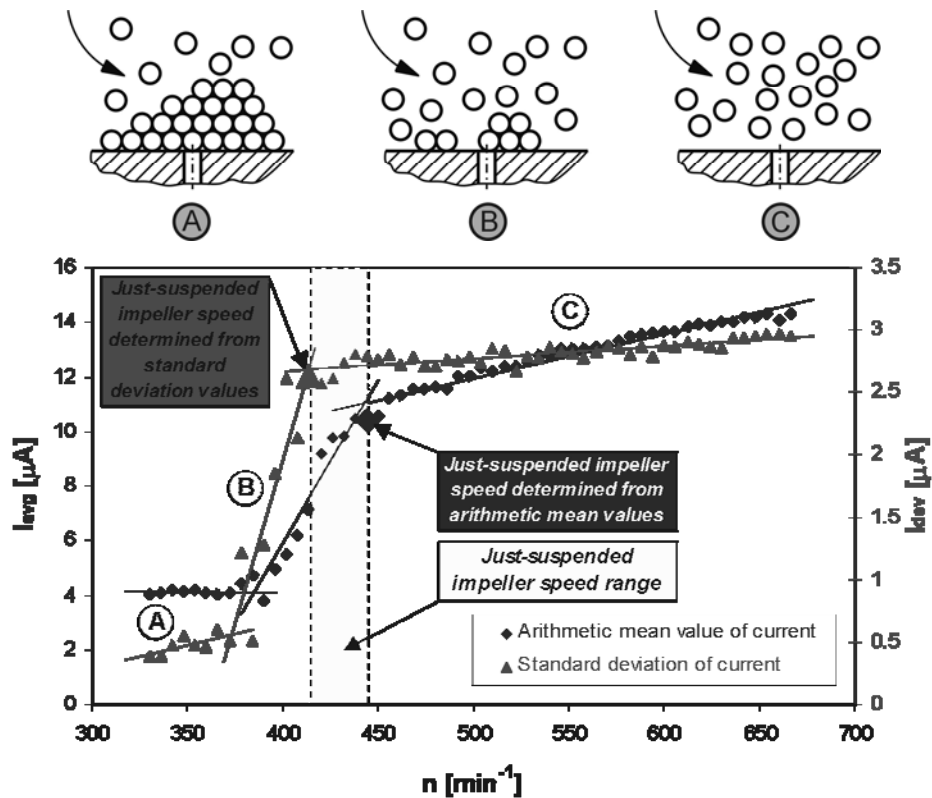 A
B
C
16
14
12
10
8
6
4
2
0
3.5
3
2.5
2
1.5
1
0.5
0
300
350
400
450
500
550
600
650
700
Iavg [µA]
Idev [µA]
n [min-1]
Just-suspended
impeller speed
determined from
standard
deviation values
C
B
A
Just-suspended impeller
speed determined from
arithmetic mean values
Just-suspended
impeller speed range
Arithmetic mean value of current
Standard deviation of current